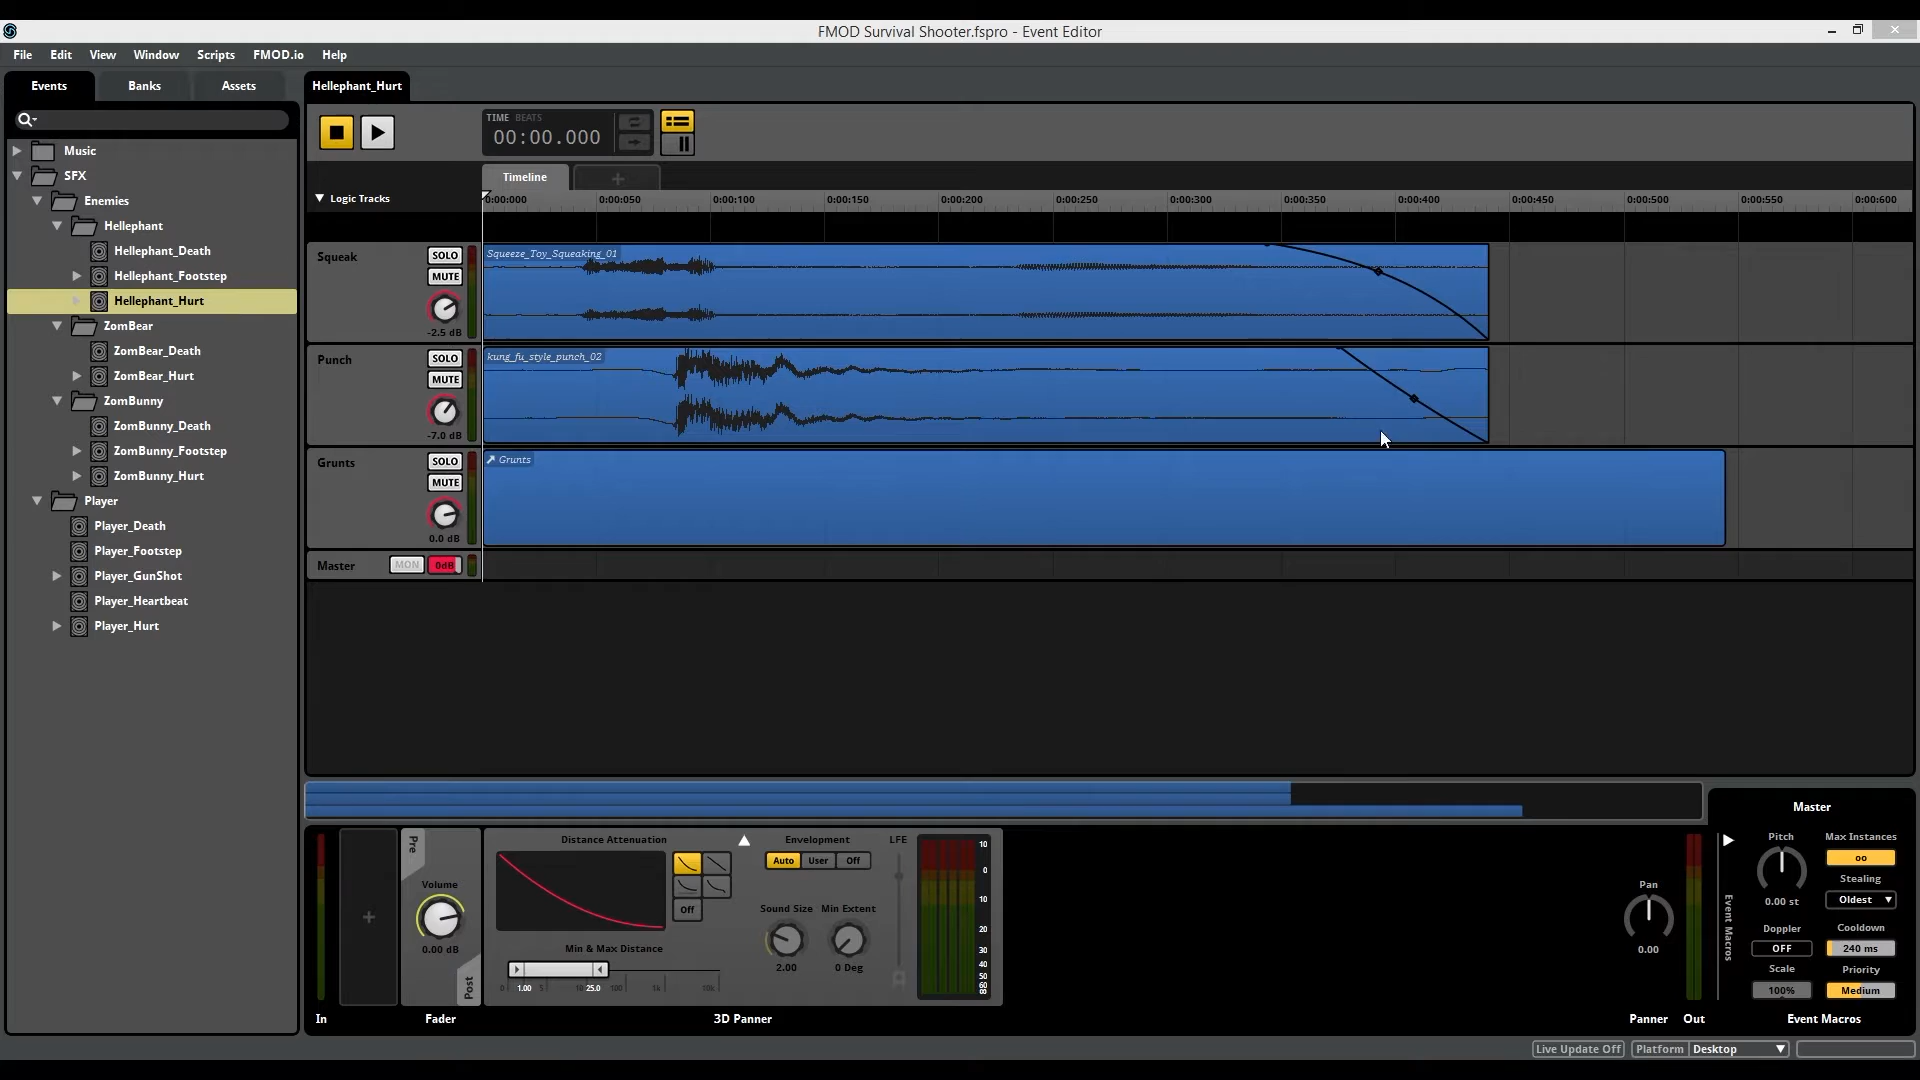 FMOD Survival Shooter.fspro - Event Editor
File Edit View Window Scripts FMOD.io Help
Events Banks Assets
Hellephant_Hurt
TIME BEATS
00:00.000
Timeline
Logic Tracks
0:00:000 0:00:050 0:00:100 0:00:150 0:00:200 0:00:250 0:00:300 0:00:350 0:00:400 0:00:450 0:00:500 0:00:550 0:00:600
Music
SFX
Enemies
Hellephant
Hellephant_Death
Hellephant_Footstep
Hellephant_Hurt
ZomBear
ZomBear_Death
ZomBear_Hurt
ZomBunny
ZomBunny_Death
ZomBunny_Footstep
ZomBunny_Hurt
Player
Player_Death
Player_Footstep
Player_GunShot
Player_Heartbeat
Player_Hurt
Squeak SOLO
MUTE
-2.5 dB
Squeeze_Toy_Squeaking_01
Punch SOLO
MUTE
-7.0 dB
kung_fu_style_punch_02
Grunts SOLO
MUTE
0.0 dB
Grunts
Master MON 0dB
Pre
Volume
0.00 dB
Post
Distance Attenuation
Off
Min & Max Distance
1.00 25.0
Envelopment
Auto User Off
Sound Size Min Extent
2.00 0 Deg
LFE
10
0
10
20
30
40
50
60
Pan
0.00
Event Macros
Master
Pitch Max Instances
oo
Stealing
0.00 st Oldest
Doppler Cooldown
OFF 240 ms
Scale Priority
100% Medium
In Fader 3D Panner Panner Out Event Macros
Live Update Off Platform Desktop